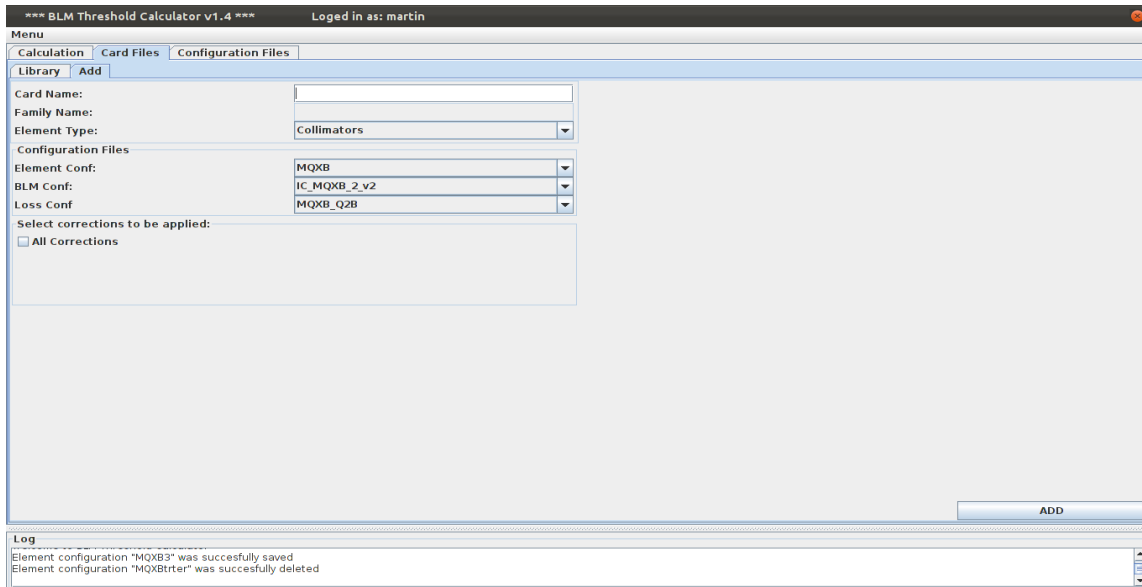 *** BLM Threshold Calculator v1.4 *** Loged in as: martin
Menu
Calculation Card Files Configuration Files
Library Add
Card Name:
Family Name:
Element Type: Collimators
Configuration Files
Element Conf: MQXB
BLM Conf: IC_MQXB_2_v2
Loss Conf MQXB_Q2B
Select corrections to be applied:
All Corrections
ADD
Log
Element configuration "MQXB3" was succesfully saved
Element configuration "MQXBtrter" was succesfully deleted